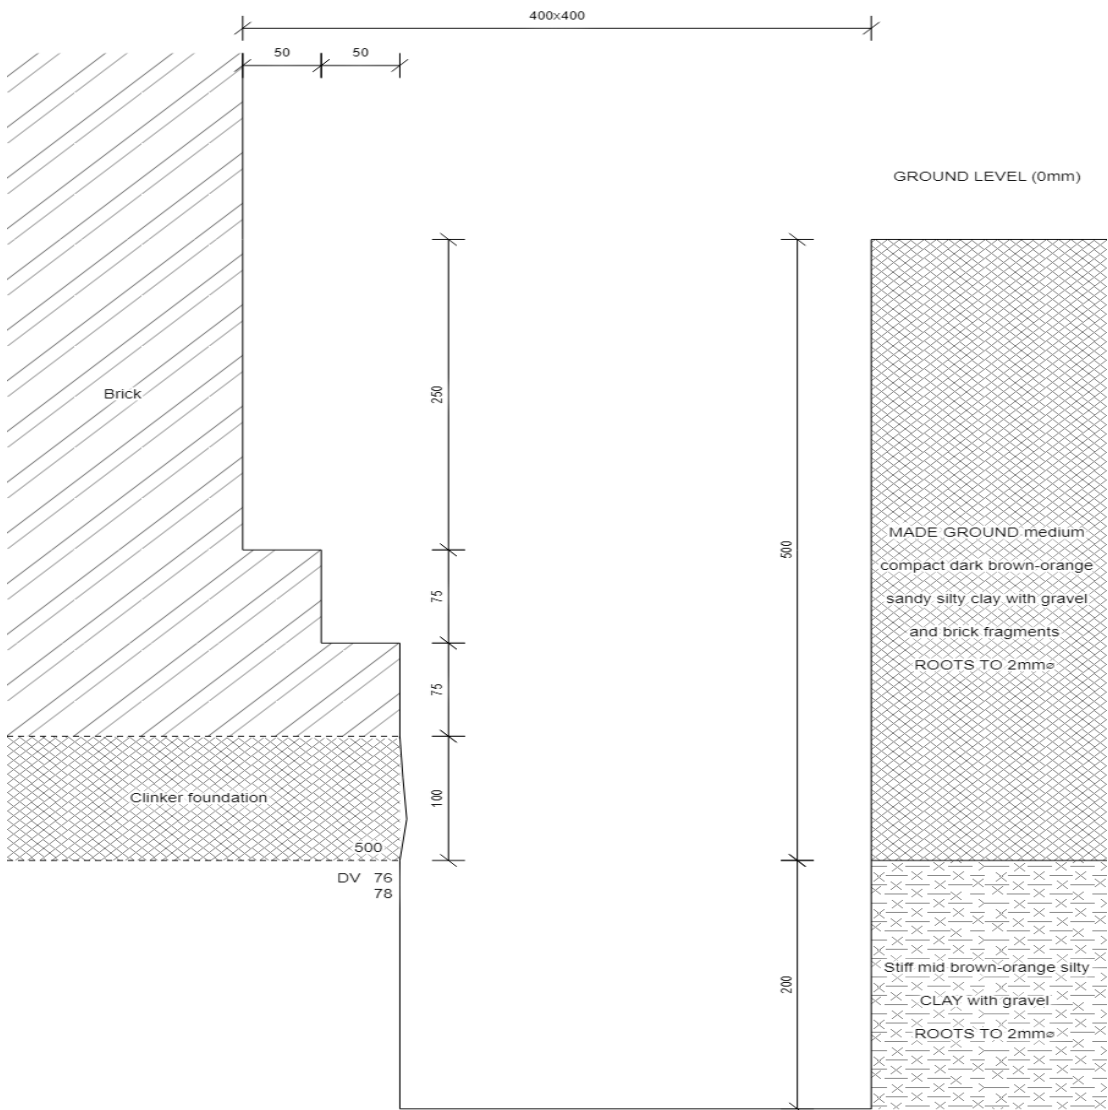 400x400
50 50
GROUND LEVEL (0mm)
Brick
250
500
MADE GROUND medium
compact dark brown-orange
sandy silty clay with gravel
and brick fragments
ROOTS TO 2mm⌀
75
75
Clinker foundation
100
500
DV 76
78
200
Stiff mid brown-orange silty
CLAY with gravel
ROOTS TO 2mm⌀